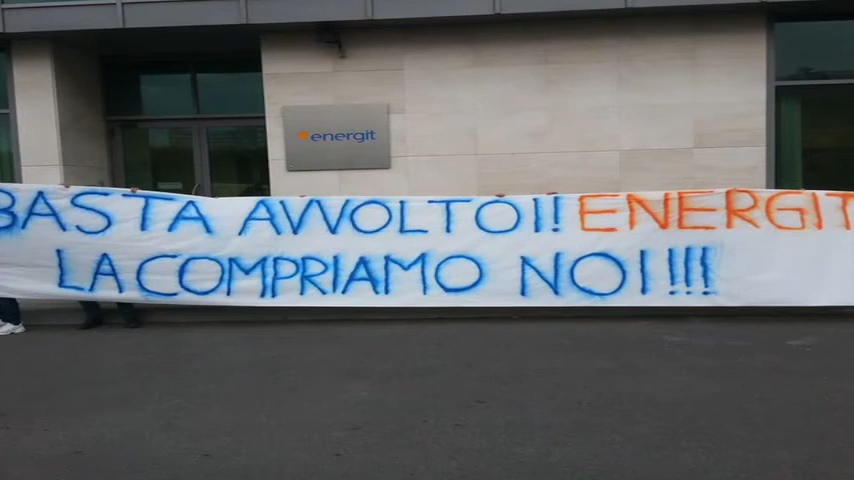 energit
BASTA AVVOLTOI!! ENERGIT
LA COMPRIAMO NOI!!!